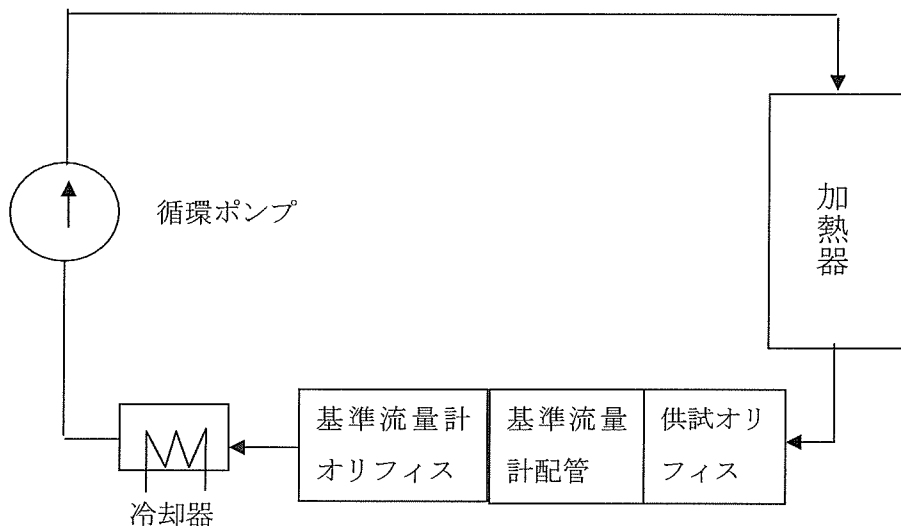 循環ポンプ
加熱器
基準流量計
オリフィス
基準流量
計配管
供試オリ
フィス
冷却器